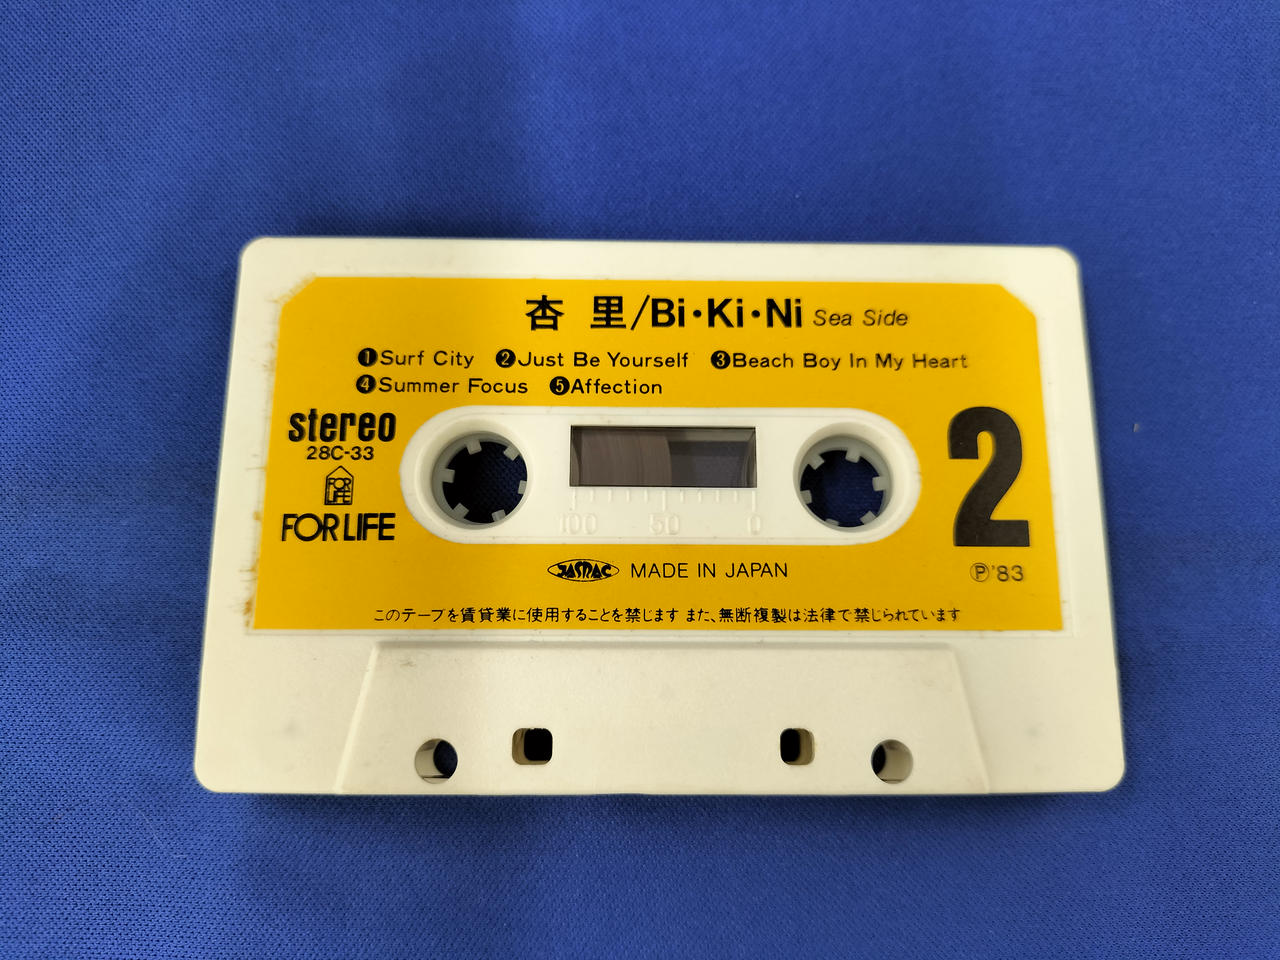 杏 里/Bi・Ki・Ni Sea Side
❶Surf City ❷Just Be Yourself ❸Beach Boy In My Heart
❹Summer Focus ❺Affection
stereo
28C-33
FOR LIFE
FOR LIFE
2
100 50 0
JASRAC MADE IN JAPAN
Ⓟ'83
このテープを賃貸業に使用することを禁じます また、無断複製は法律で禁じられています